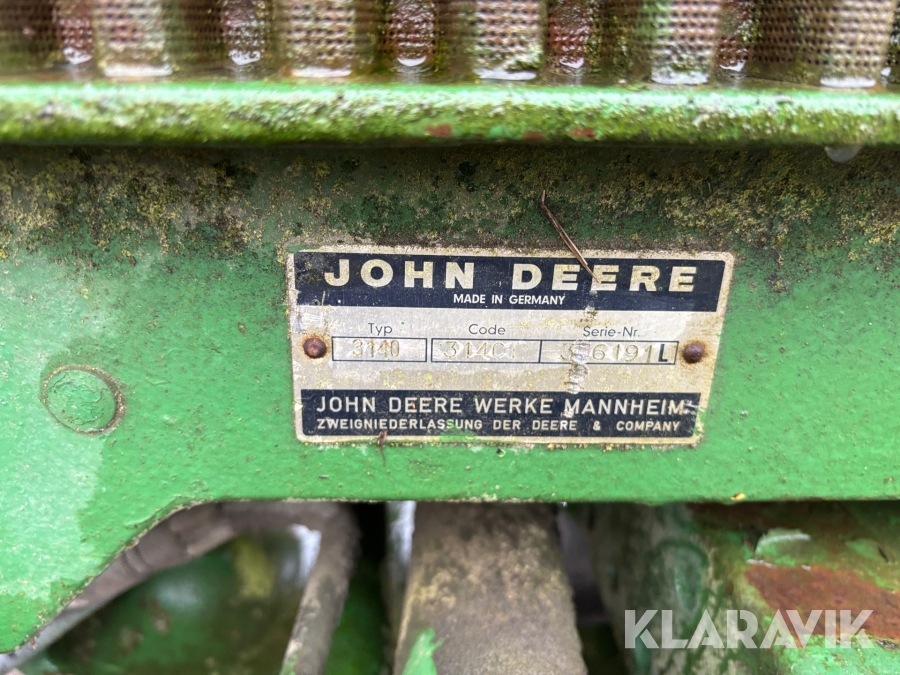 JOHN DEERE
MADE IN GERMANY
Typ Code Serie-Nr.
3140 L
JOHN DEERE WERKE MANNHEIM
ZWEIGNIEDERLASSUNG DER DEERE & COMPANY
KLARAVIK